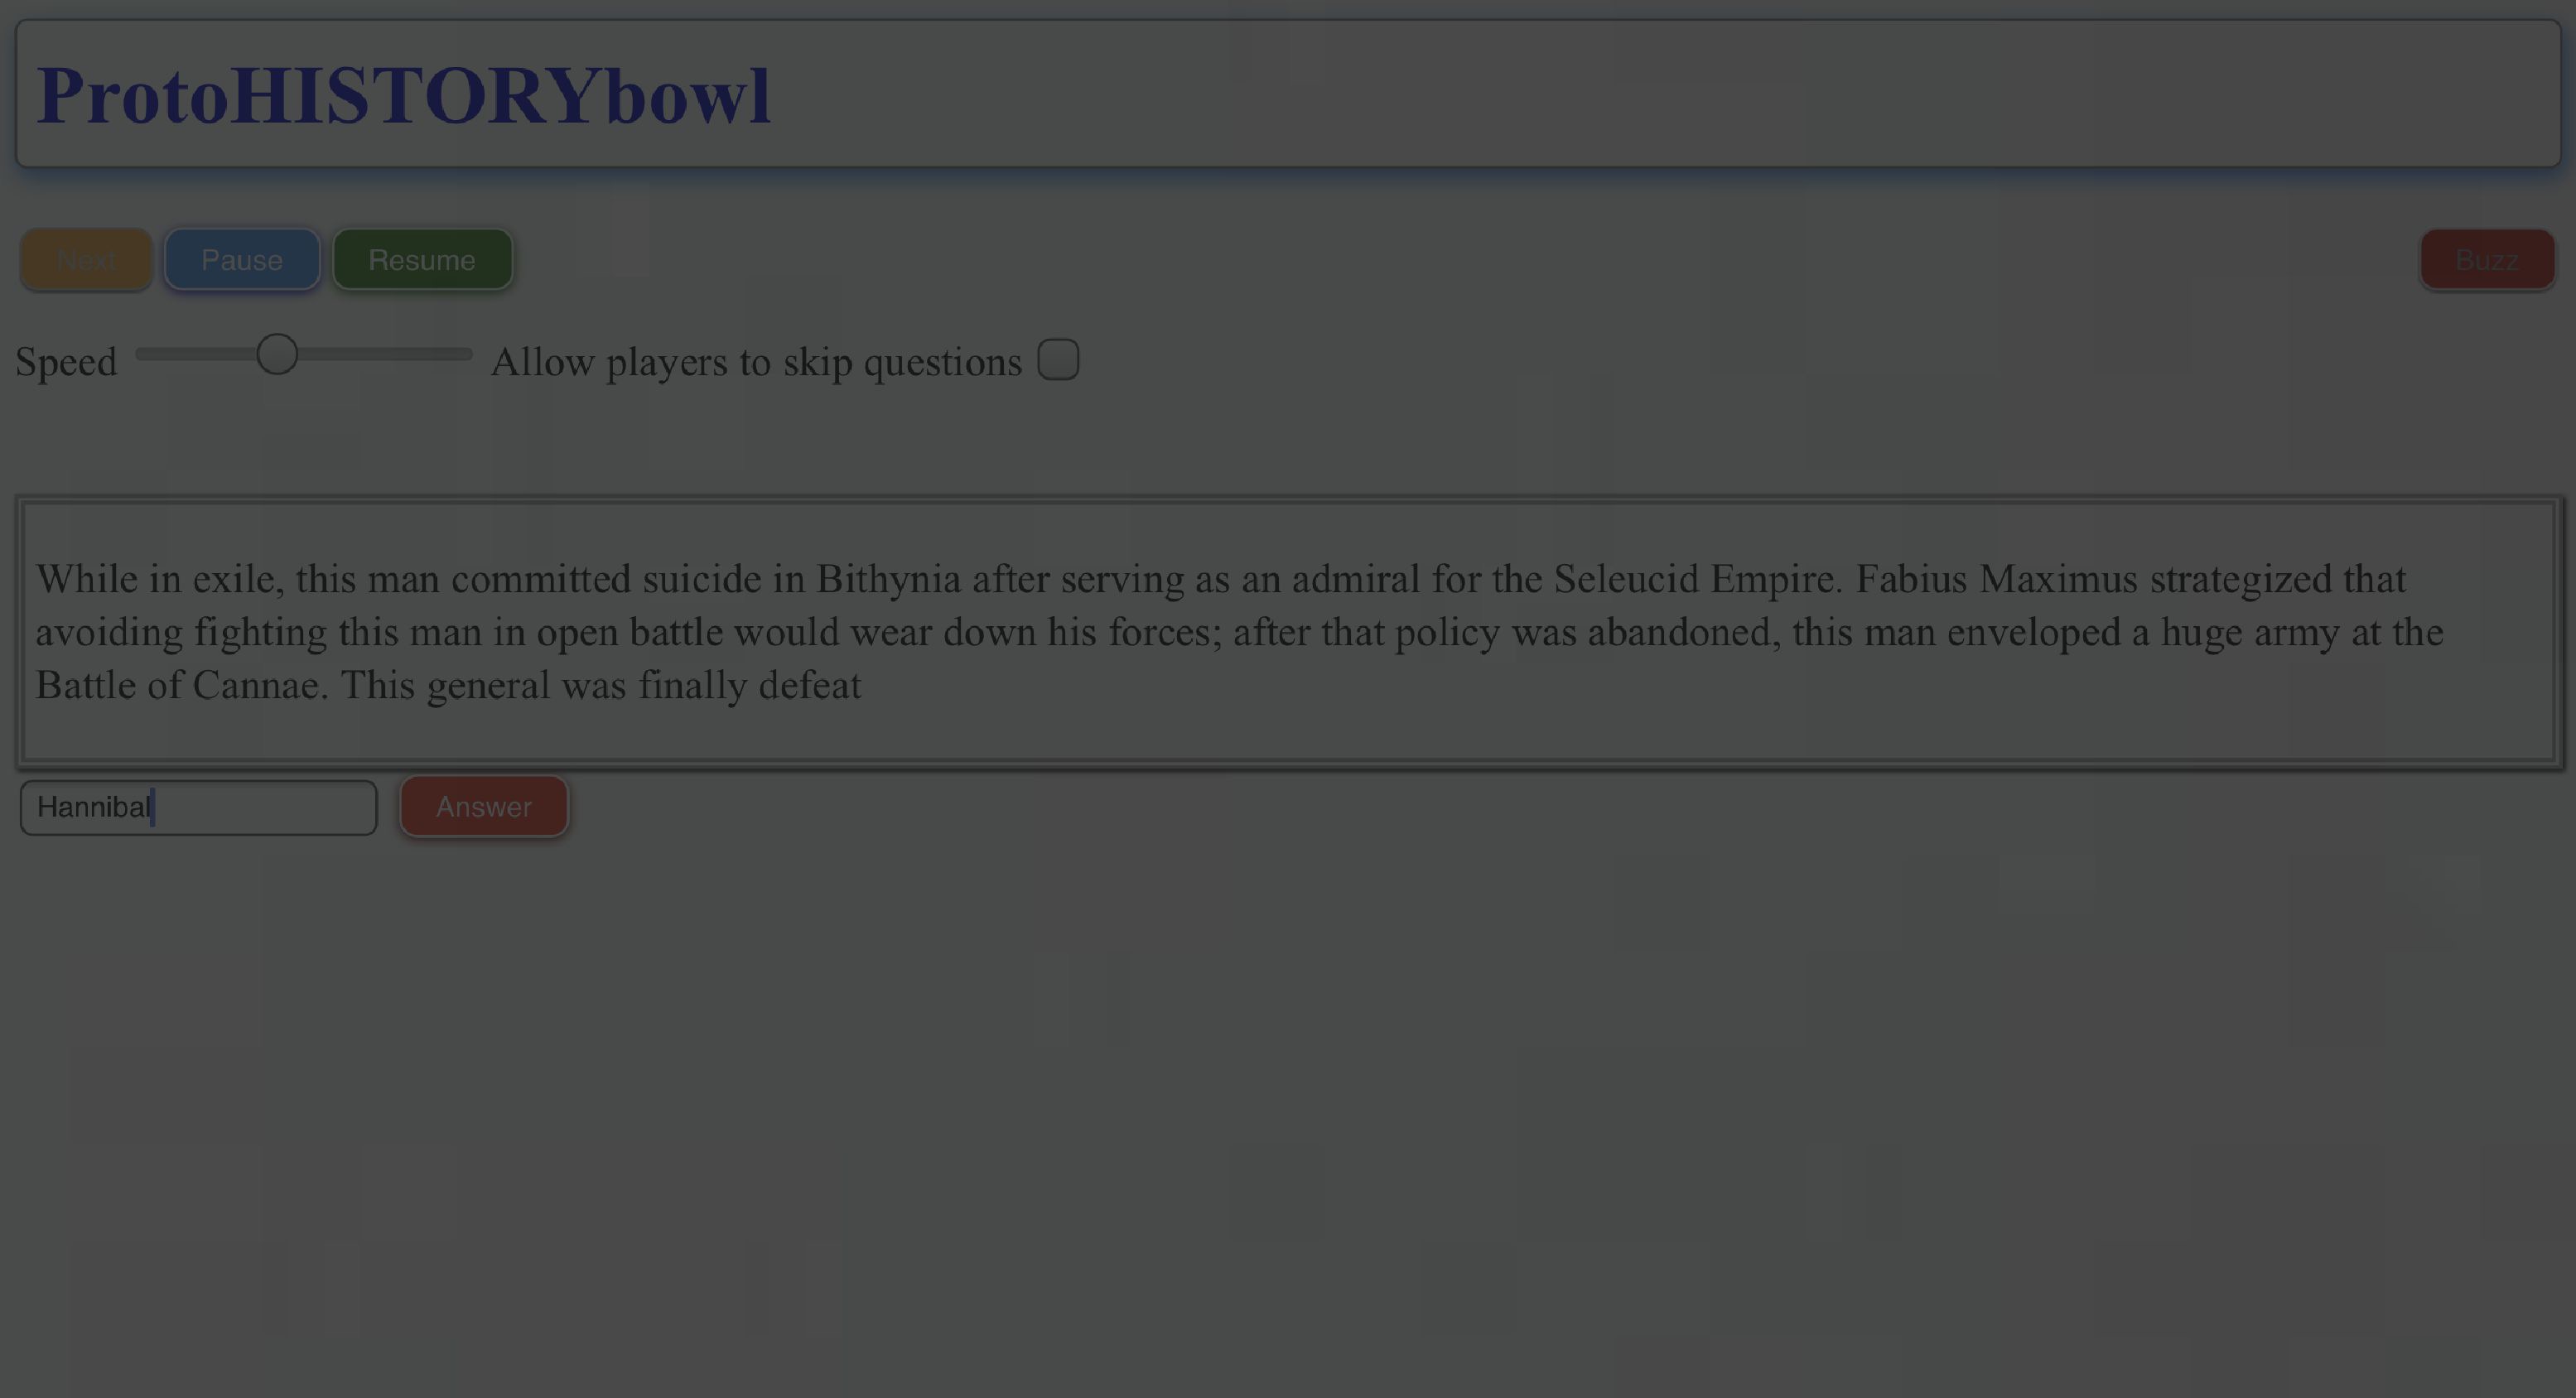 ProtoHISTORYbowl
Next Pause Resume Buzz
Speed Allow players to skip questions
While in exile, this man committed suicide in Bithynia after serving as an admiral for the Seleucid Empire. Fabius Maximus strategized that
avoiding fighting this man in open battle would wear down his forces; after that policy was abandoned, this man enveloped a huge army at the
Battle of Cannae. This general was finally defeat
Hannibal Answer